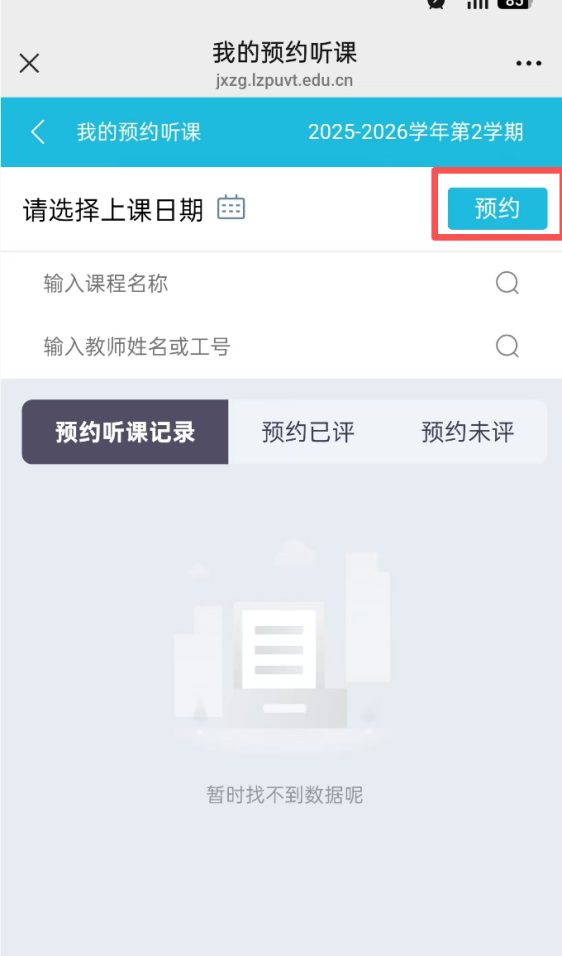 85
我的预约听课
jxzg.lzpuvt.edu.cn
我的预约听课 2025-2026学年第2学期
请选择上课日期 预约
输入课程名称
输入教师姓名或工号
预约听课记录 预约已评 预约未评
暂时找不到数据呢